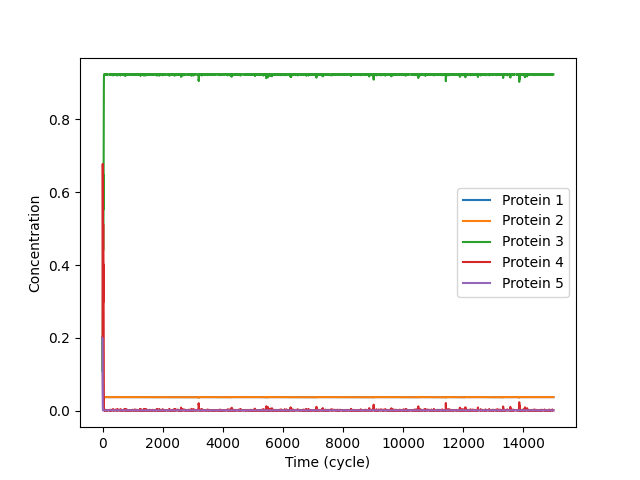 Concentration
0.8
0.6
0.4
0.2
0.0
Protein 1
Protein 2
Protein 3
Protein 4
Protein 5
0 2000 4000 6000 8000 10000 12000 14000
Time (cycle)